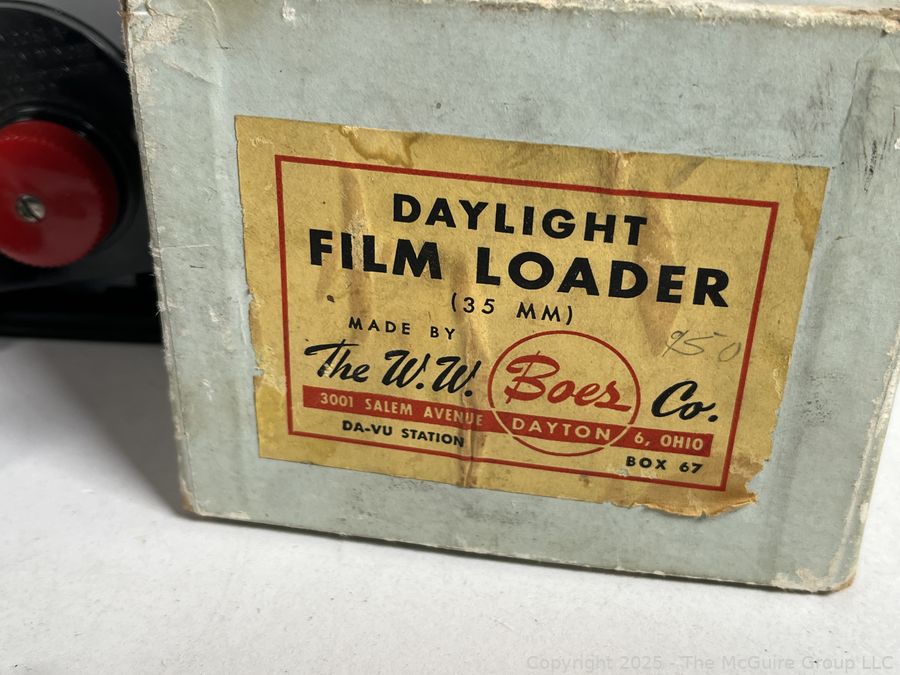 DAYLIGHT
FILM LOADER
(35 MM)
MADE BY
950
The W.W. Boes Co.
3001 SALEM AVENUE DAYTON 6, OHIO
DA-VU STATION BOX 67
Copyright 2025 - The McGuire Group LLC